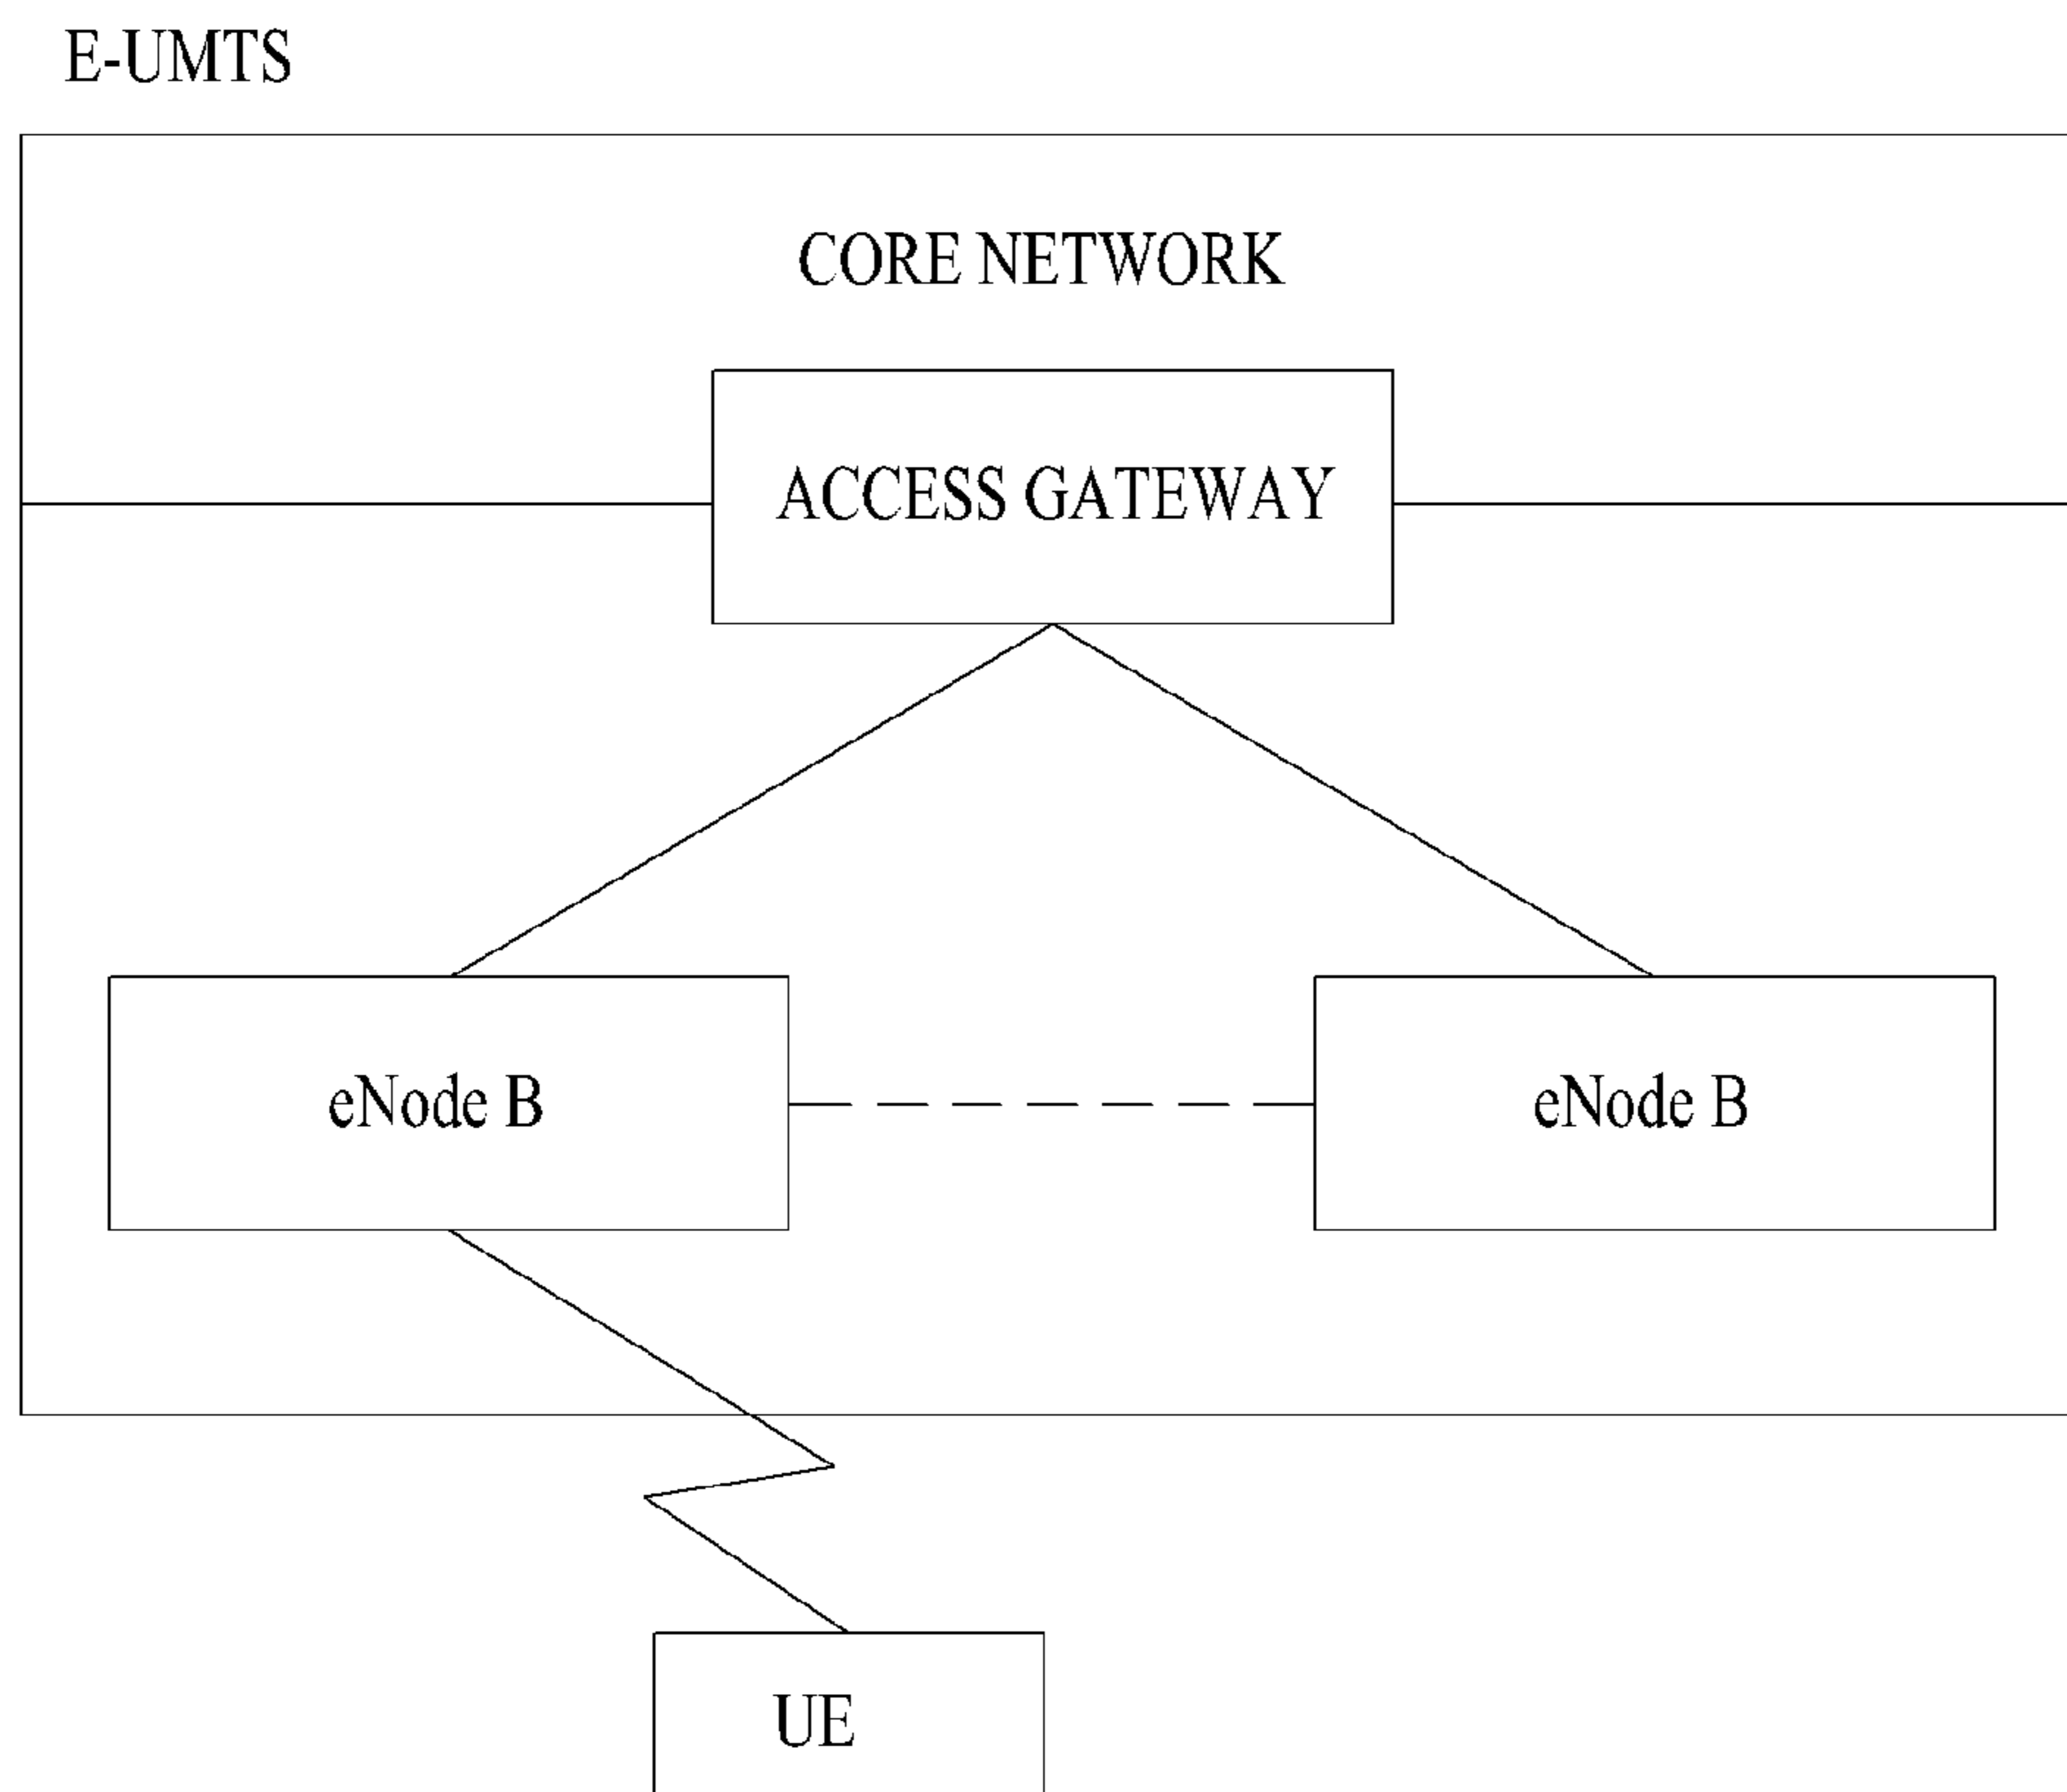 E-UMTS
CORE NETWORK
ACCESS GATEWAY
eNode B
eNode B
UE